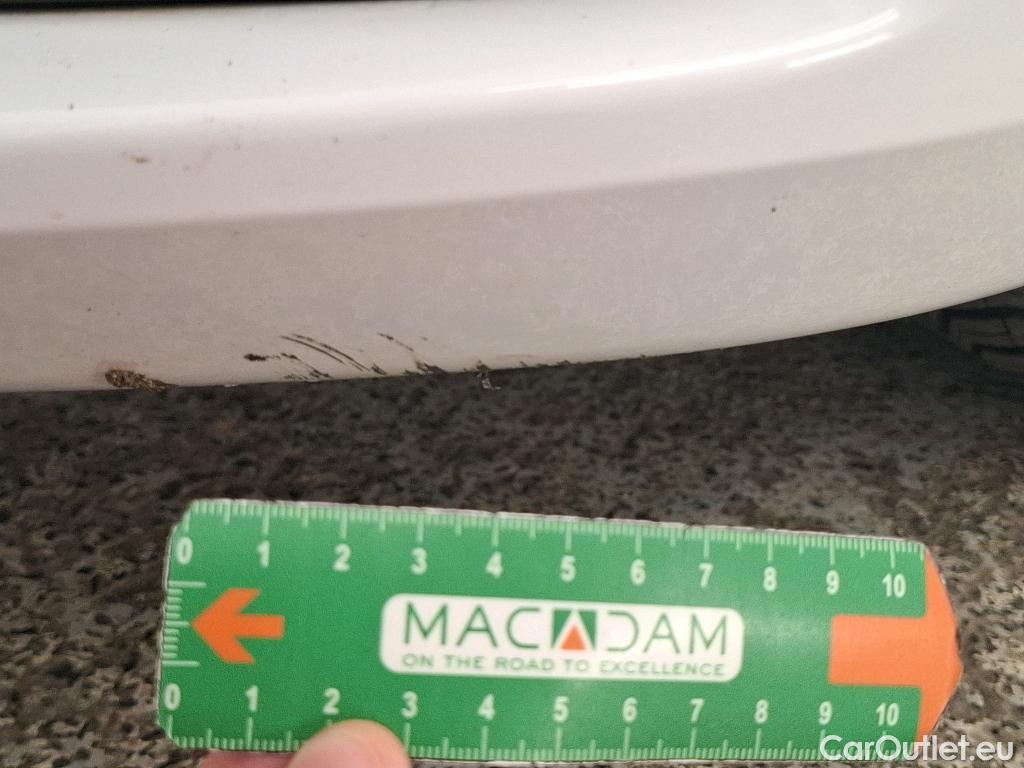 0 1 2 3 4 5 6 7 8 9 10
MACADAM
ON THE ROAD TO EXCELLENCE
0 1 2 3 4 5 6 7 8 9 10
CarOutlet.eu